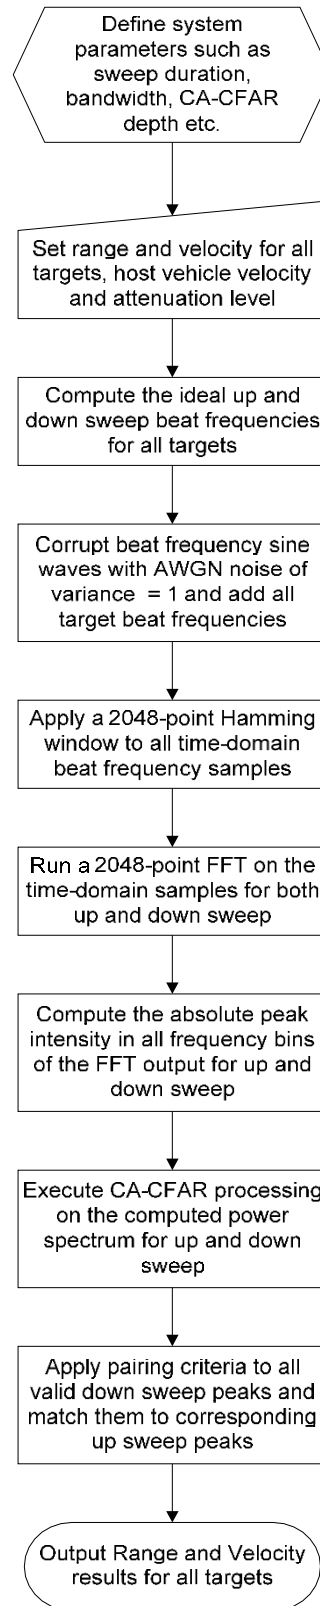 Define system
parameters such as
sweep duration,
bandwidth, CA-CFAR
depth etc.
Set range and velocity for all
targets, host vehicle velocity
and attenuation level
Compute the ideal up and
down sweep beat frequencies
for all targets
Corrupt beat frequency sine
waves with AWGN noise of
variance = 1 and add all
target beat frequencies
Apply a 2048-point Hamming
window to all time-domain
beat frequency samples
Run a 2048-point FFT on the
time-domain samples for both
up and down sweep
Compute the absolute peak
intensity in all frequency bins
of the FFT output for up and
down sweep
Execute CA-CFAR processing
on the computed power
spectrum for up and down
sweep
Apply pairing criteria to all
valid down sweep peaks and
match them to corresponding
up sweep peaks
Output Range and Velocity
results for all targets